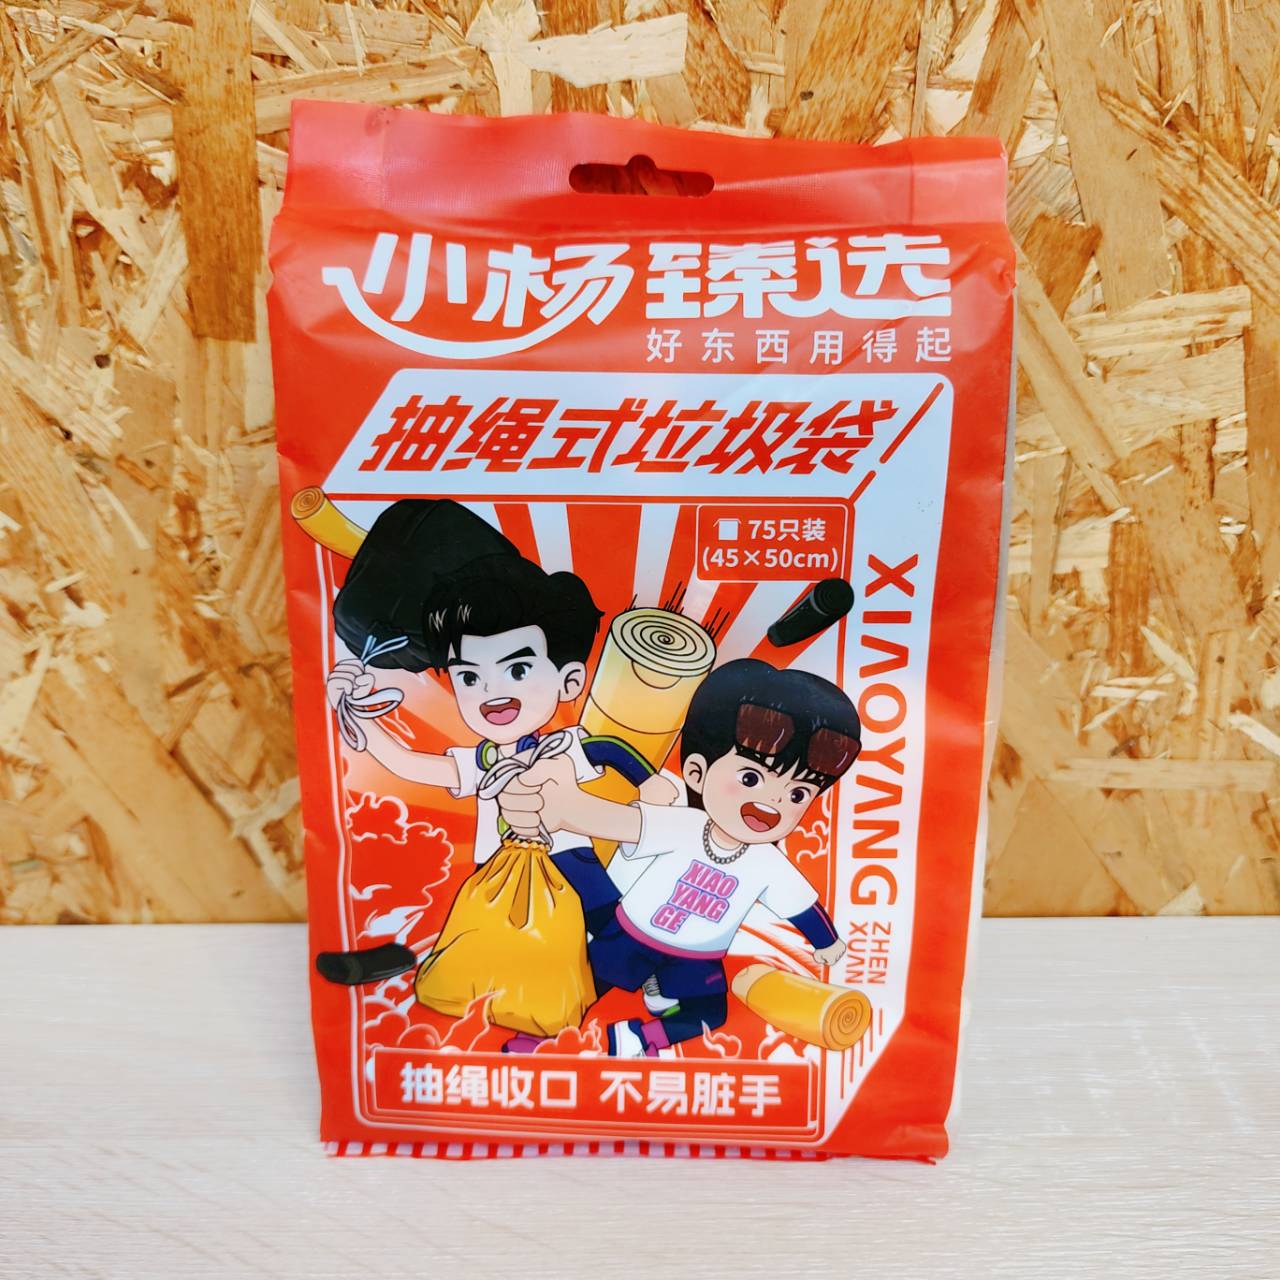 小杨臻选
好东西用得起
抽绳式垃圾袋
75只装
(45×50cm)
XIAOYANG
ZHEN
XUAN
XIAO
YANG
GE
抽绳收口 不易脏手